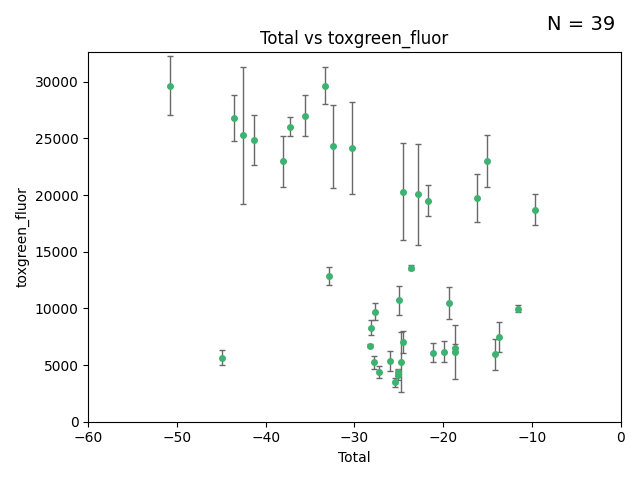 N = 39
Total vs toxgreen_fluor
30000
25000
20000
15000
10000
5000
0
toxgreen_fluor
−60 −50 −40 −30 −20 −10 0
Total